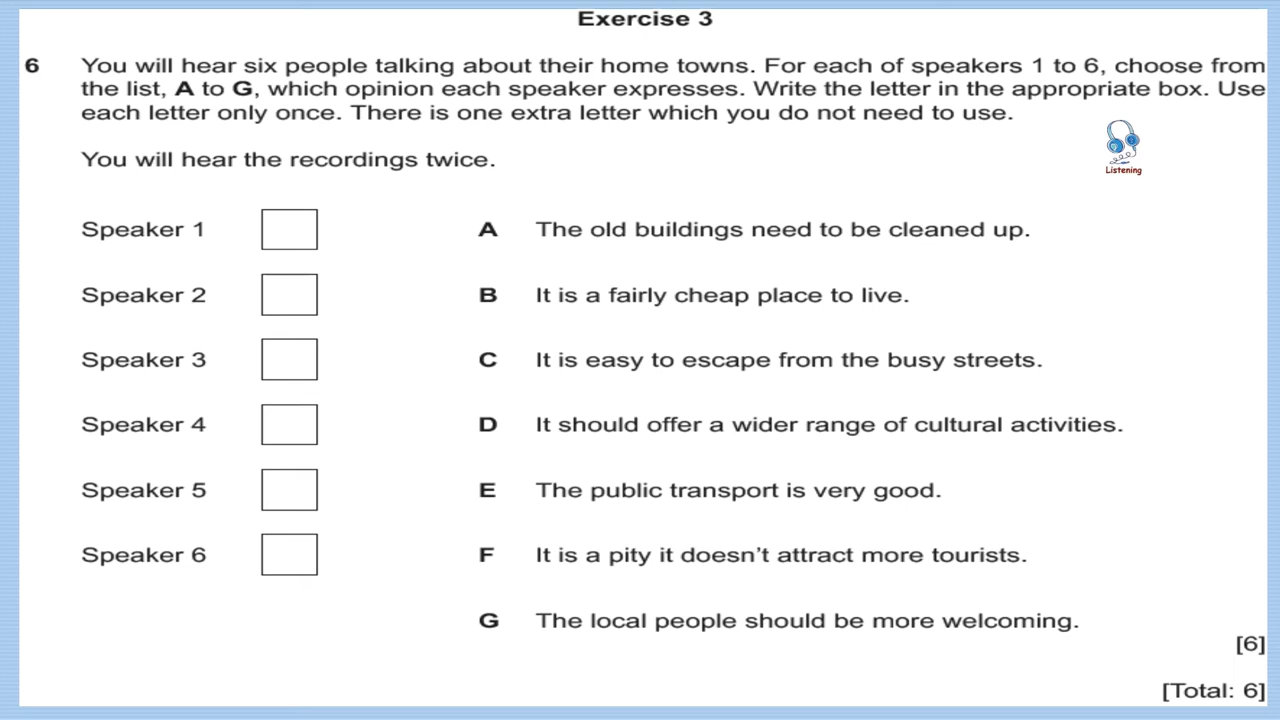 Exercise 3
6 You will hear six people talking about their home towns. For each of speakers 1 to 6, choose from
the list, A to G, which opinion each speaker expresses. Write the letter in the appropriate box. Use
each letter only once. There is one extra letter which you do not need to use.
You will hear the recordings twice.
Listening
Speaker 1 A The old buildings need to be cleaned up.
Speaker 2 B It is a fairly cheap place to live.
Speaker 3 C It is easy to escape from the busy streets.
Speaker 4 D It should offer a wider range of cultural activities.
Speaker 5 E The public transport is very good.
Speaker 6 F It is a pity it doesn’t attract more tourists.
G The local people should be more welcoming.
[6]
[Total: 6]